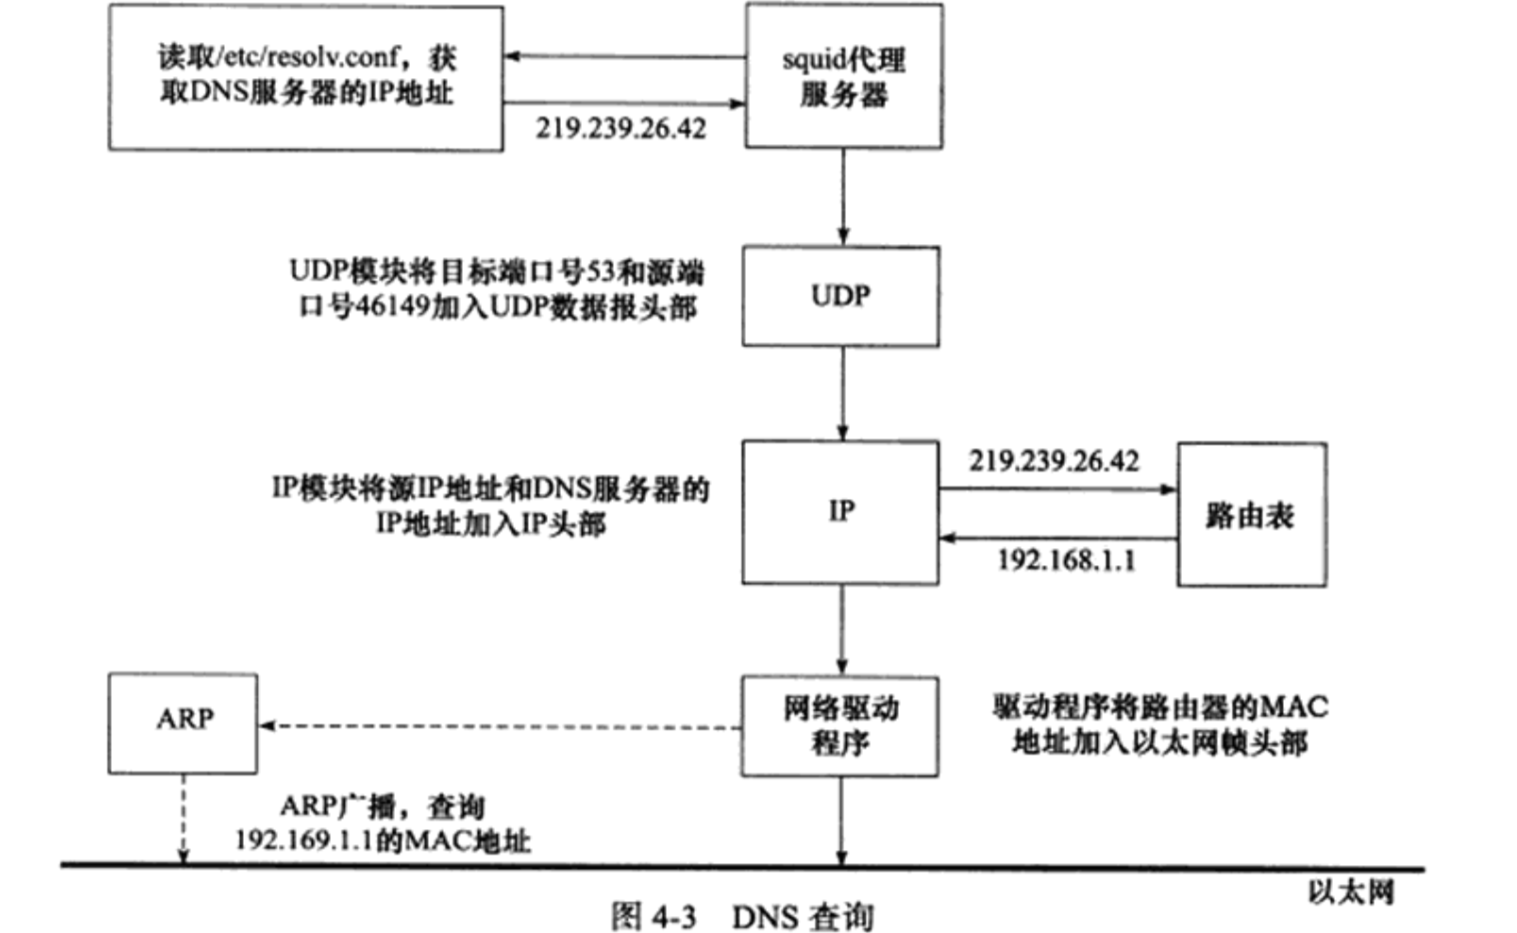 读取/etc/resolv.conf，获
取DNS服务器的IP地址
squid代理
服务器
219.239.26.42
UDP模块将目标端口号53和源端
口号46149加入UDP数据报头部
UDP
IP模块将源IP地址和DNS服务器的
IP地址加入IP头部
IP
219.239.26.42
192.168.1.1
路由表
ARP
网络驱动
程序
驱动程序将路由器的MAC
地址加入以太网帧头部
ARP广播，查询
192.169.1.1的MAC地址
以太网
图 4-3 DNS 查询